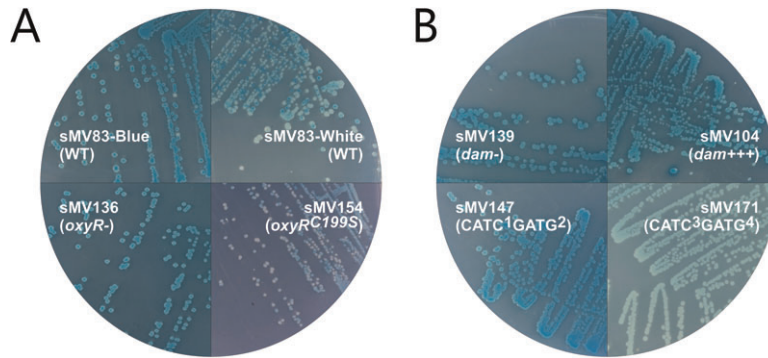 A
B
sMV83-Blue
(WT)
sMV83-White
(WT)
sMV136
(oxyR-)
sMV154
(oxyRC199S)
sMV139
(dam-)
sMV104
(dam+++)
sMV147
(CATC¹GATG²)
sMV171
(CATC³GATG⁴)